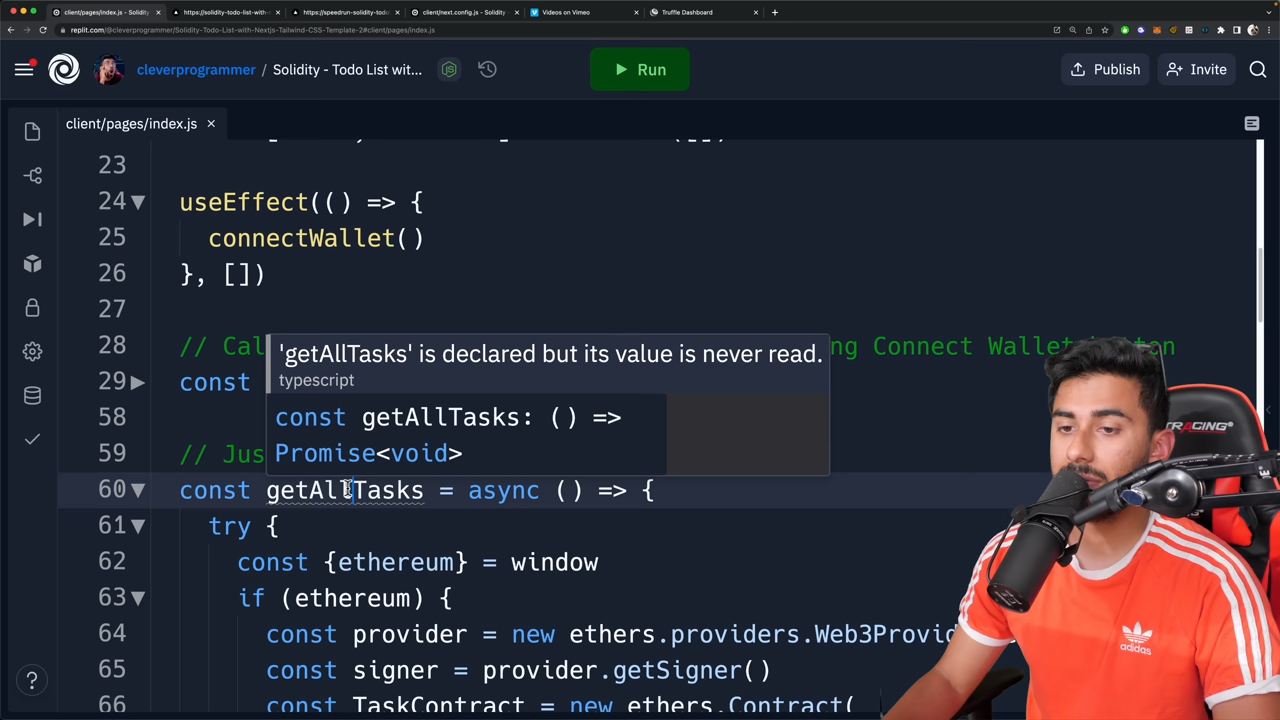 client/pages/index.js - Solidity
https://solidity-todo-list-with-
https://speedrun-solidity-todo
client/next.config.js - Solidity
Videos on Vimeo
Truffle Dashboard
replit.com/@cleverprogrammer/Solidity-Todo-List-with-Nextjs-Tailwind-CSS-Template-2#client/pages/index.js
cleverprogrammer / Solidity - Todo List wit...
Run
Publish
Invite
client/pages/index.js
23
24 useEffect(() => {
25 connectWallet()
26 }, [])
27
28 // Cal ng Connect Wallet
29 const
58
59 // Jus
'getAllTasks' is declared but its value is never read.
typescript
const getAllTasks: () =>
Promise<void>
60 const getAllTasks = async () => {
61 try {
62 const {ethereum} = window
63 if (ethereum) {
64 const provider = new ethers.providers.Web3Provid
65 const signer = provider.getSigner()
66 const TaskContract = new ethers.Contract(
?
TRACING
adidas